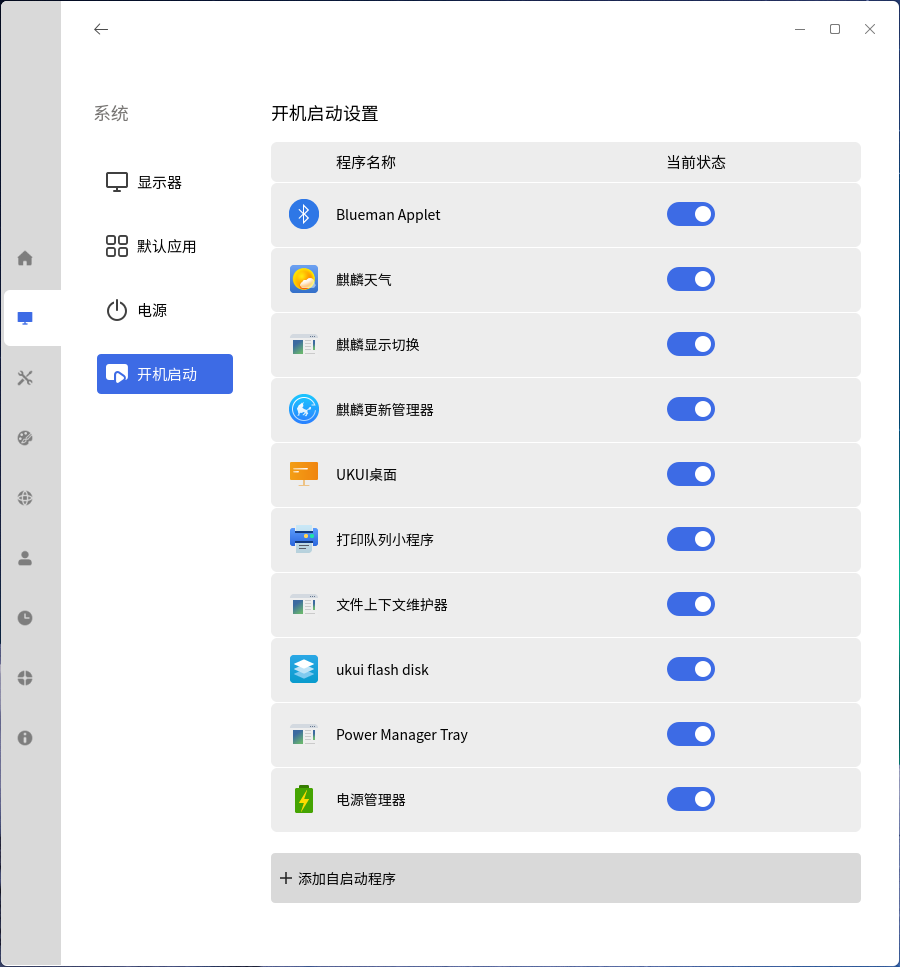 系统
显示器
默认应用
电源
开机启动
开机启动设置
程序名称 当前状态
Blueman Applet
麒麟天气
麒麟显示切换
麒麟更新管理器
UKUI桌面
打印队列小程序
文件上下文维护器
ukui flash disk
Power Manager Tray
电源管理器
添加自启动程序